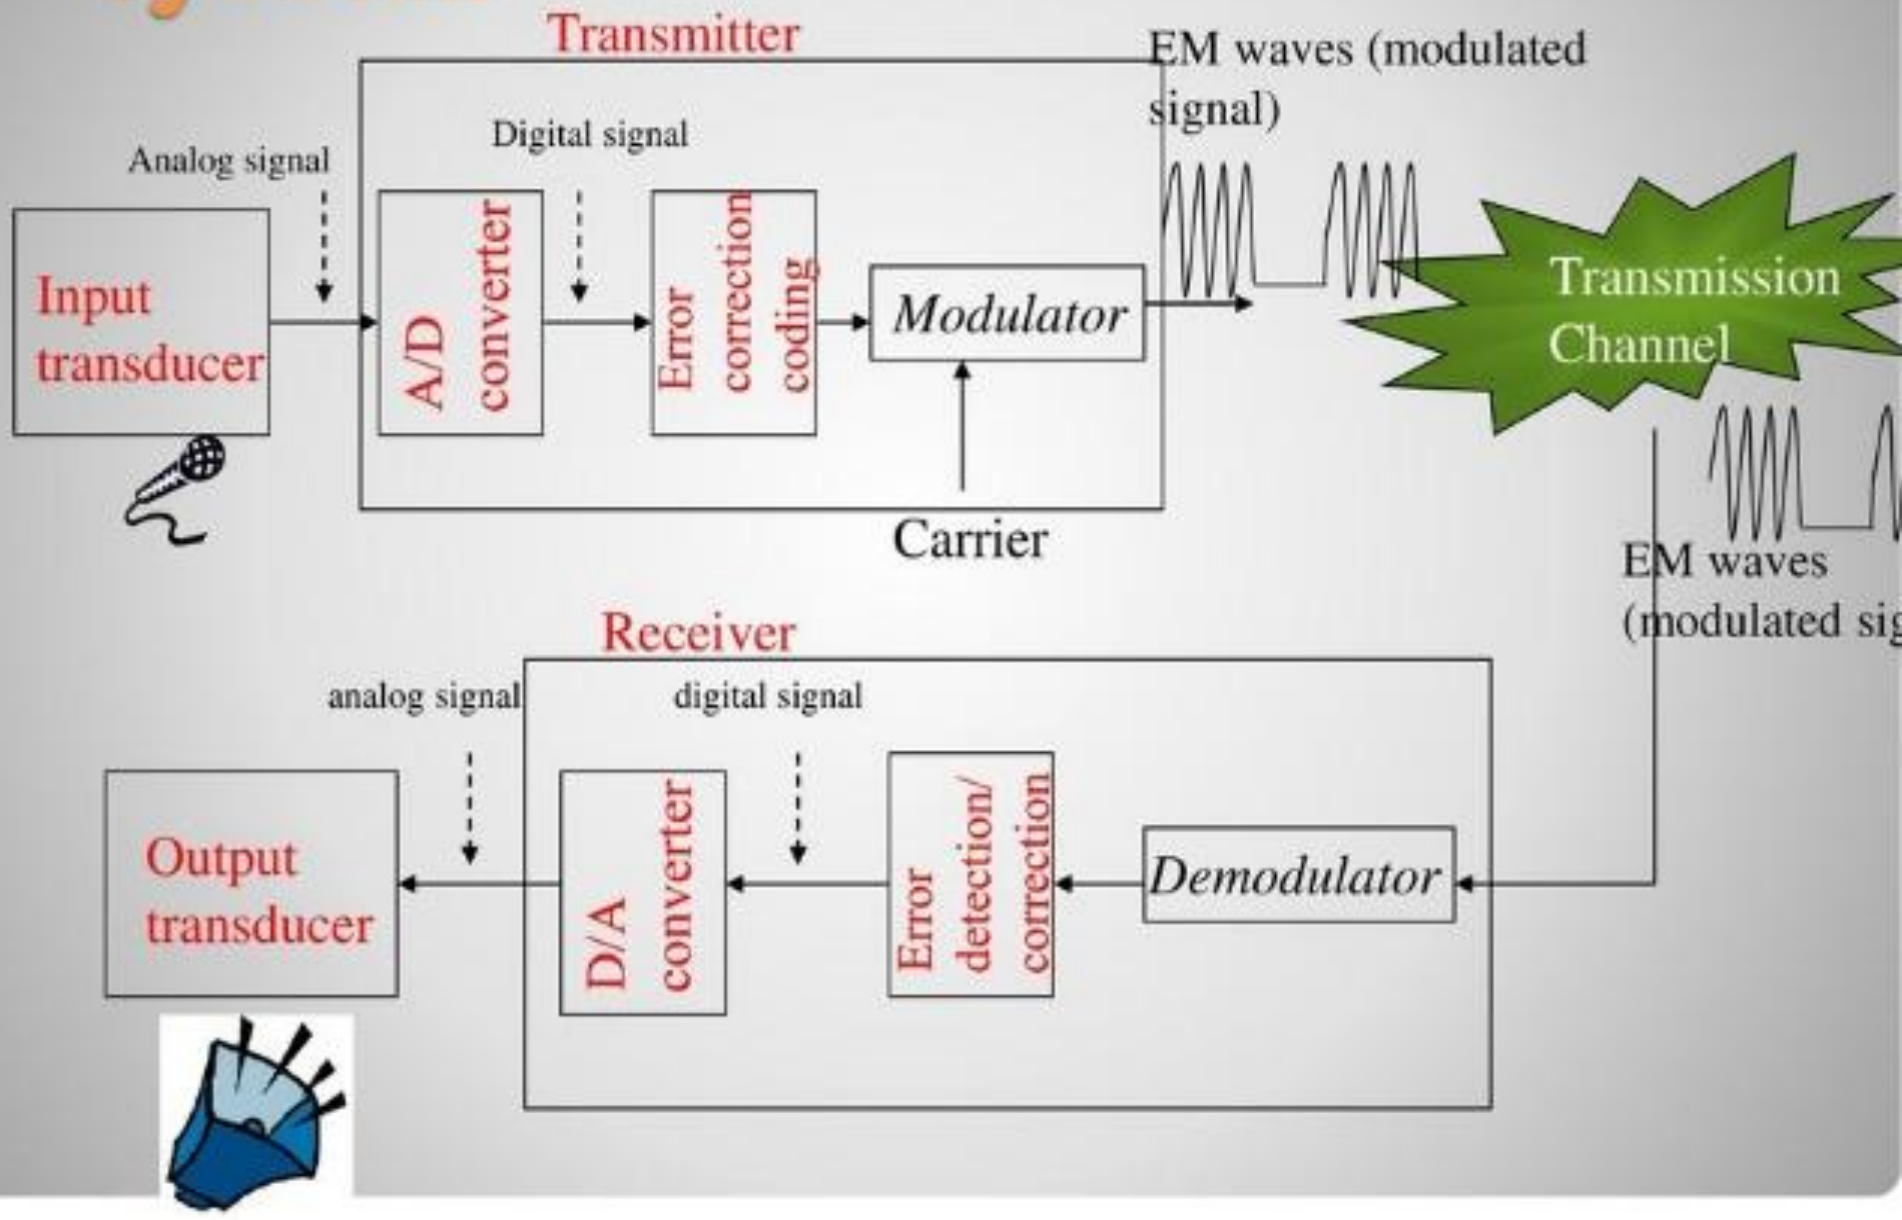 Transmitter
EM waves (modulated
signal)
Analog signal
Digital signal
Input
transducer
A/D
converter
Error
correction
coding
Modulator
Transmission
Channel
Carrier
EM waves
(modulated
Receiver
analog signal
digital signal
Output
transducer
D/A
converter
Error
detection/
correction
Demodulator